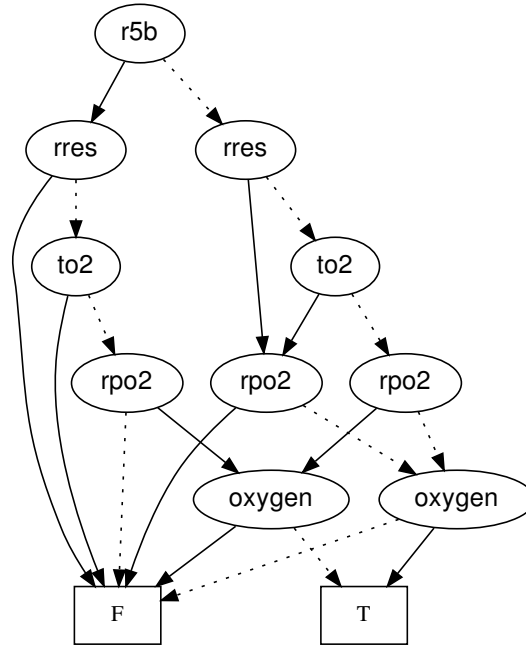 r5b
rres
rres
to2
to2
rpo2
rpo2
rpo2
oxygen
oxygen
F
T